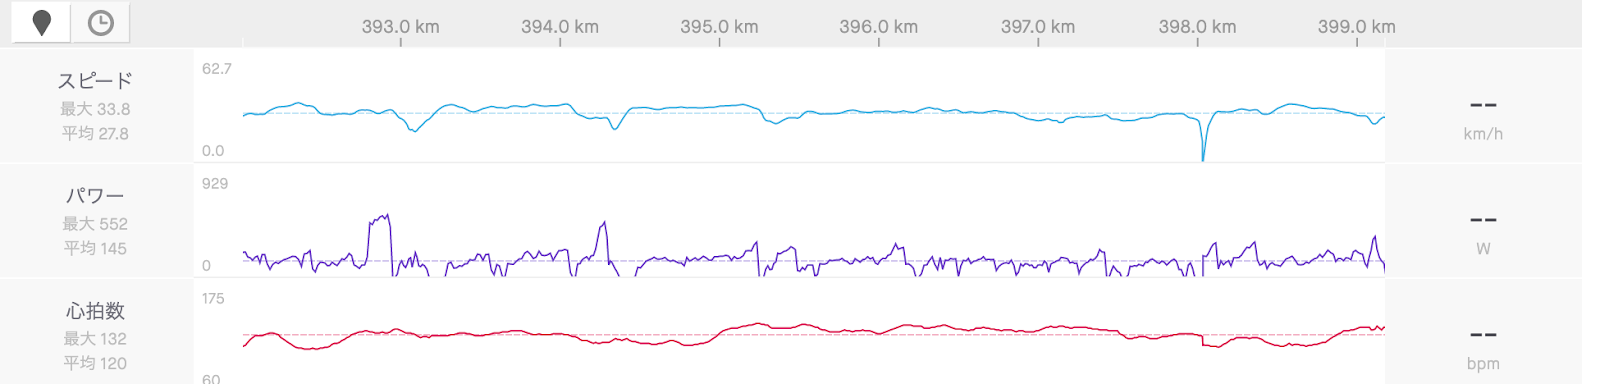 393.0 km 394.0 km 395.0 km 396.0 km 397.0 km 398.0 km 399.0 km
スピード
最大 33.8
平均 27.8
62.7
0.0
--
km/h
パワー
最大 552
平均 145
929
0
--
W
心拍数
最大 132
平均 120
175
60
--
bpm